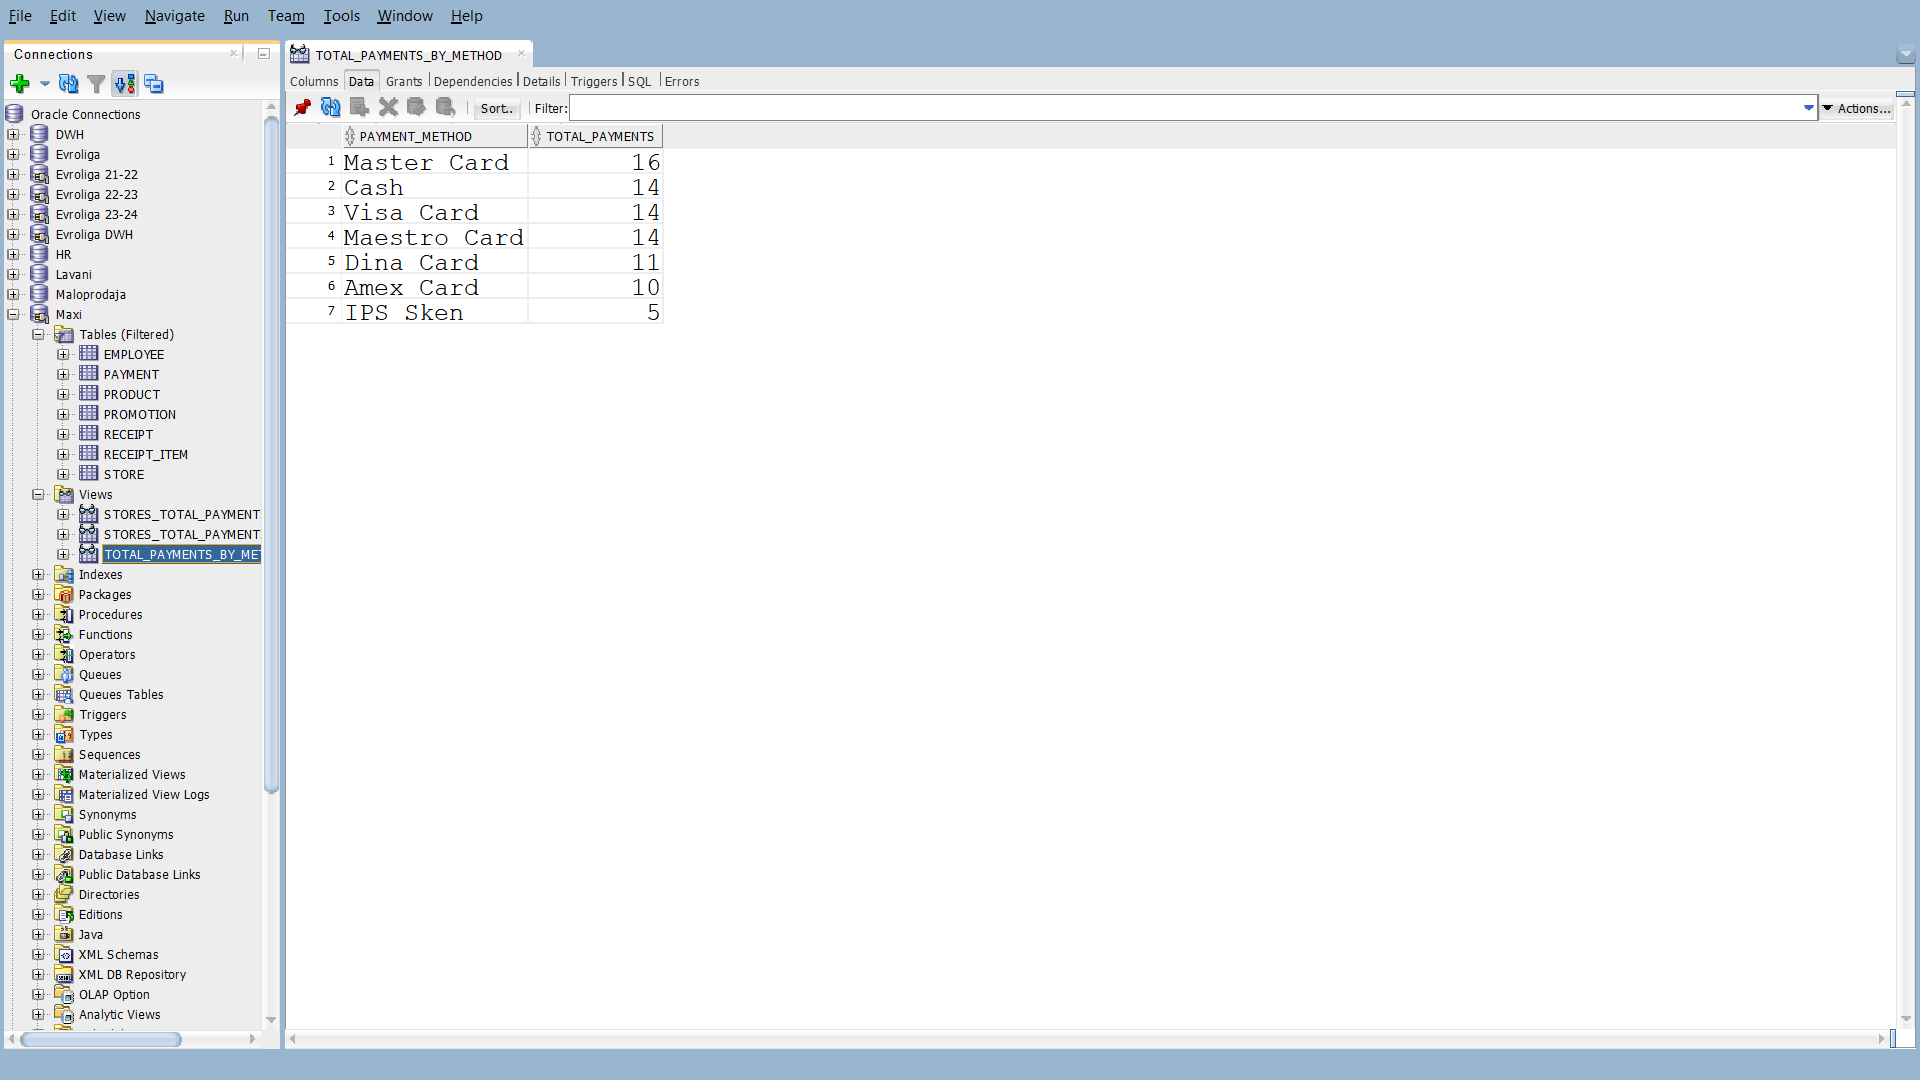 File Edit View Navigate Run Team Tools Window Help
Connections
Oracle Connections
DWH
Evroliga
Evroliga 21-22
Evroliga 22-23
Evroliga 23-24
Evroliga DWH
HR
Lavani
Maloprodaja
Maxi
Tables (Filtered)
EMPLOYEE
PAYMENT
PRODUCT
PROMOTION
RECEIPT
RECEIPT_ITEM
STORE
Views
STORES_TOTAL_PAYMENT
STORES_TOTAL_PAYMENT
TOTAL_PAYMENTS_BY_MET
Indexes
Packages
Procedures
Functions
Operators
Queues
Queues Tables
Triggers
Types
Sequences
Materialized Views
Materialized View Logs
Synonyms
Public Synonyms
Database Links
Public Database Links
Directories
Editions
Java
XML Schemas
XML DB Repository
OLAP Option
Analytic Views
TOTAL_PAYMENTS_BY_METHOD
Columns Data Grants Dependencies Details Triggers SQL Errors
Sort.. Filter: Actions...
PAYMENT_METHOD TOTAL_PAYMENTS
1 Master Card 16
2 Cash 14
3 Visa Card 14
4 Maestro Card 14
5 Dina Card 11
6 Amex Card 10
7 IPS Sken 5